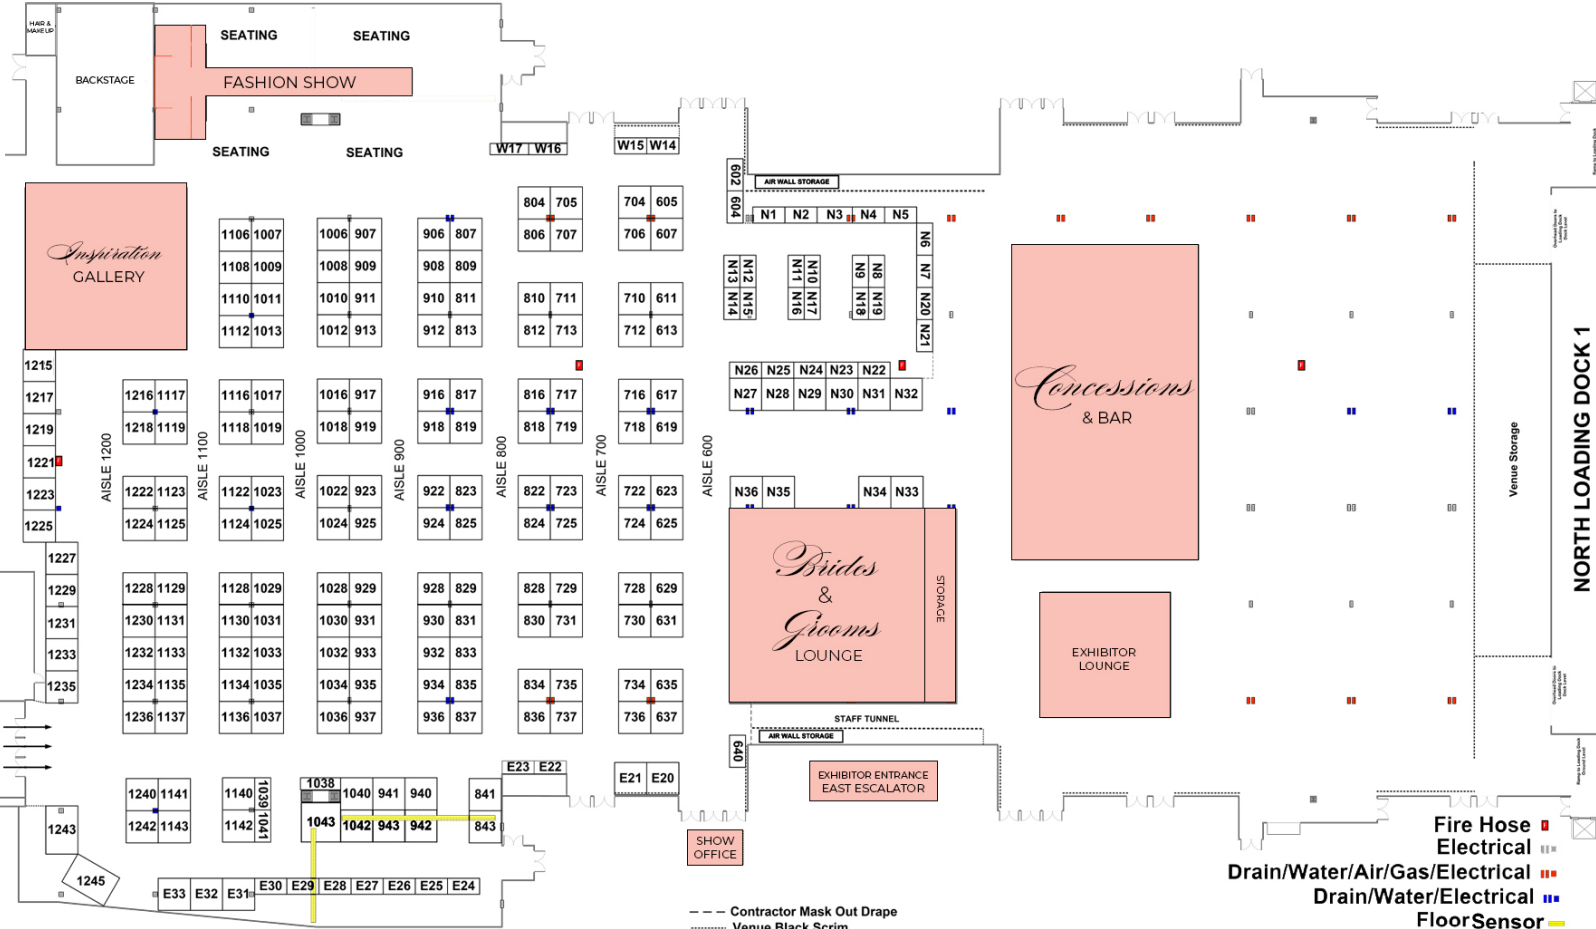 HAIR &
MAKEUP
BACKSTAGE
SEATING
SEATING
FASHION SHOW
SEATING
SEATING
W17 W16
W15 W14
602
604
AIR WALL STORAGE
N1 N2 N3 N4 N5
N6
N7
N20
N21
N13 N12
N14 N15
N11 N10
N16 N17
N9 N8
N18 N19
N26 N25 N24 N23 N22
N27 N28 N29 N30 N31 N32
N36 N35
N34 N33
Inspiration
GALLERY
1106 1007
1108 1009
1110 1011
1112 1013
1006 907
1008 909
1010 911
1012 913
906 807
908 809
910 811
912 813
804 705
806 707
810 711
812 713
704 605
706 607
710 611
712 613
1215
1217
1219
1221
1223
1225
1227
1229
1231
1233
1235
1216 1117
1218 1119
1116 1017
1118 1019
1016 917
1018 919
916 817
918 819
816 717
818 719
716 617
718 619
AISLE 1200
AISLE 1100
AISLE 1000
AISLE 900
AISLE 800
AISLE 700
AISLE 600
1222 1123
1224 1125
1122 1023
1124 1025
1022 923
1024 925
922 823
924 825
822 723
824 725
722 623
724 625
1228 1129
1230 1131
1232 1133
1234 1135
1236 1137
1128 1029
1130 1031
1132 1033
1134 1035
1136 1037
1028 929
1030 931
1032 933
1034 935
1036 937
928 829
930 831
932 833
934 835
936 837
828 729
830 731
834 735
836 737
728 629
730 631
734 635
736 637
Brides
&
Grooms
LOUNGE
STORAGE
Concessions
& BAR
EXHIBITOR
LOUNGE
Venue Storage
NORTH LOADING DOCK 1
STAFF TUNNEL
AIR WALL STORAGE
640
EXHIBITOR ENTRANCE
EAST ESCALATOR
SHOW
OFFICE
E23 E22
E21 E20
1240 1141
1242 1143
1140 1039
1142 1041
1038
1040 941 940
1043
1042 943 942
841
843
1243
1245
E33 E32 E31 E30 E29 E28 E27 E26 E25 E24
Contractor Mask Out Drape
Venue Black Scrim
Fire Hose
Electrical
Drain/Water/Air/Gas/Electrical
Drain/Water/Electrical
Floor Sensor